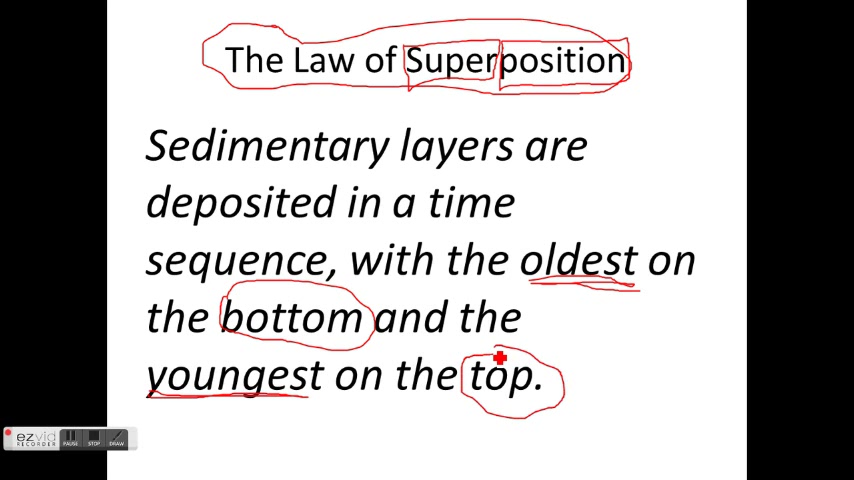 The Law of Superposition
Sedimentary layers are
deposited in a time
sequence, with the oldest on
the bottom and the
youngest on the top.
ezvid
RECORDER
PAUSE STOP DRAW